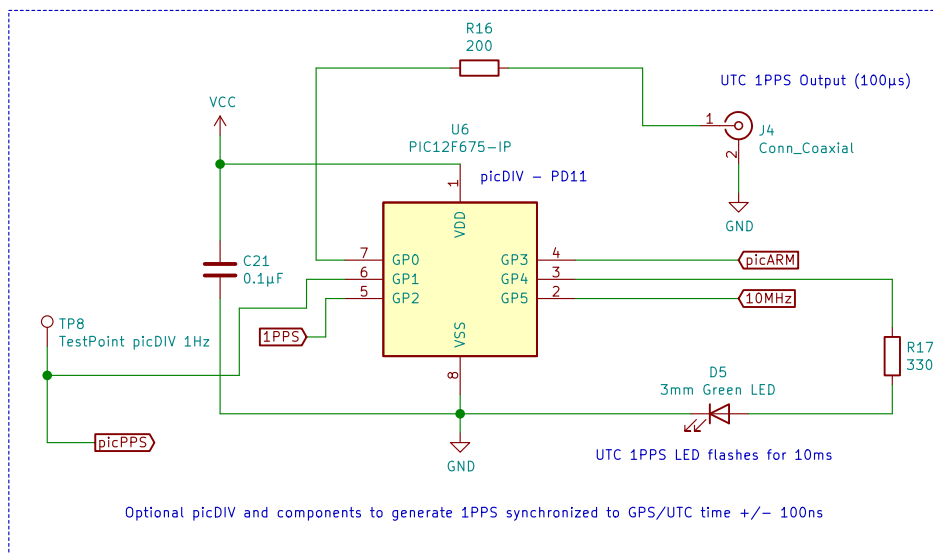 R16
200
UTC 1PPS Output (100µs)
VCC
1
J4
Conn_Coaxial
2
U6
PIC12F675-IP
picDIV - PD11
1
VDD
GND
C21
0.1µF
7
GP0
GP3
4
picARM
6
GP1
GP4
3
5
GP2
GP5
2
10MHz
TP8
TestPoint picDIV 1Hz
1PPS
VSS
R17
330
8
D5
3mm Green LED
picPPS
GND
UTC 1PPS LED flashes for 10ms
Optional picDIV and components to generate 1PPS synchronized to GPS/UTC time +/- 100ns